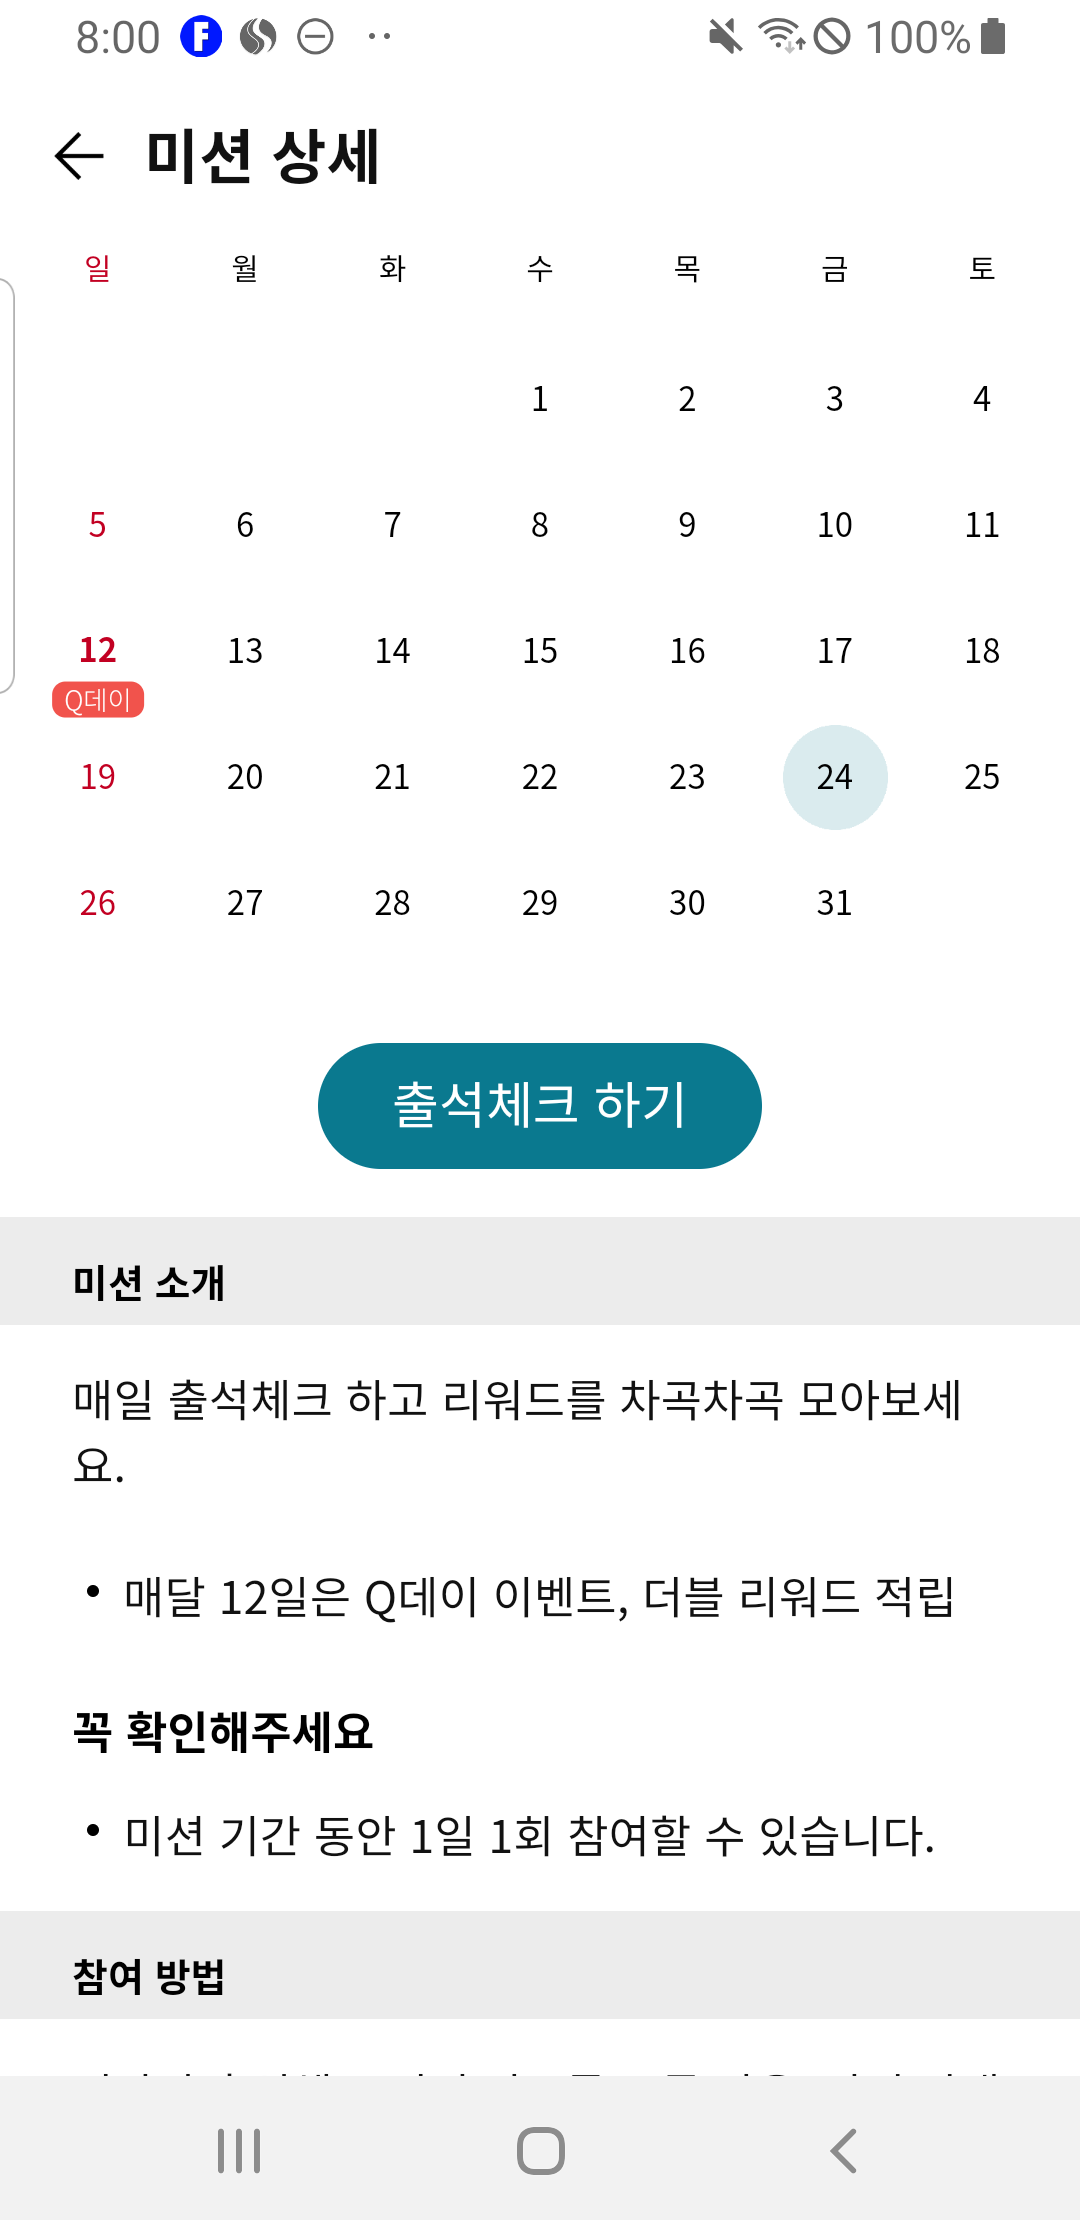 8:00 F 100%
미션 상세
일 월 화 수 목 금 토
1 2 3 4
5 6 7 8 9 10 11
12 13 14 15 16 17 18
Q데이
19 20 21 22 23 24 25
26 27 28 29 30 31
출석체크 하기
미션 소개
매일 출석체크 하고 리워드를 차곡차곡 모아보세
요.
• 매달 12일은 Q데이 이벤트, 더블 리워드 적립
꼭 확인해주세요
• 미션 기간 동안 1일 1회 참여할 수 있습니다.
참여 방법